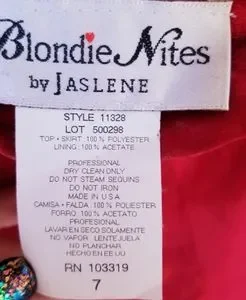 Blondie Nites
by JASLENE
STYLE 11328
LOT 500298
TOP • SKIRT: 100 % POLYESTER
LINING: 100 % ACETATE
PROFESSIONAL
DRY CLEAN ONLY
DO NOT STEAM SEQUINS
DO NOT IRON
MADE IN U S A
CAMISA • FALDA: 100 % POLIESTER
FORRO: 100 % ACETATO
PROFESIONAL
LAVAR EN SECO SOLAMENTE
NO VAPOR LENTEJUELA
NO PLANCHAR
HECHO EN EE UU
RN 103319
7